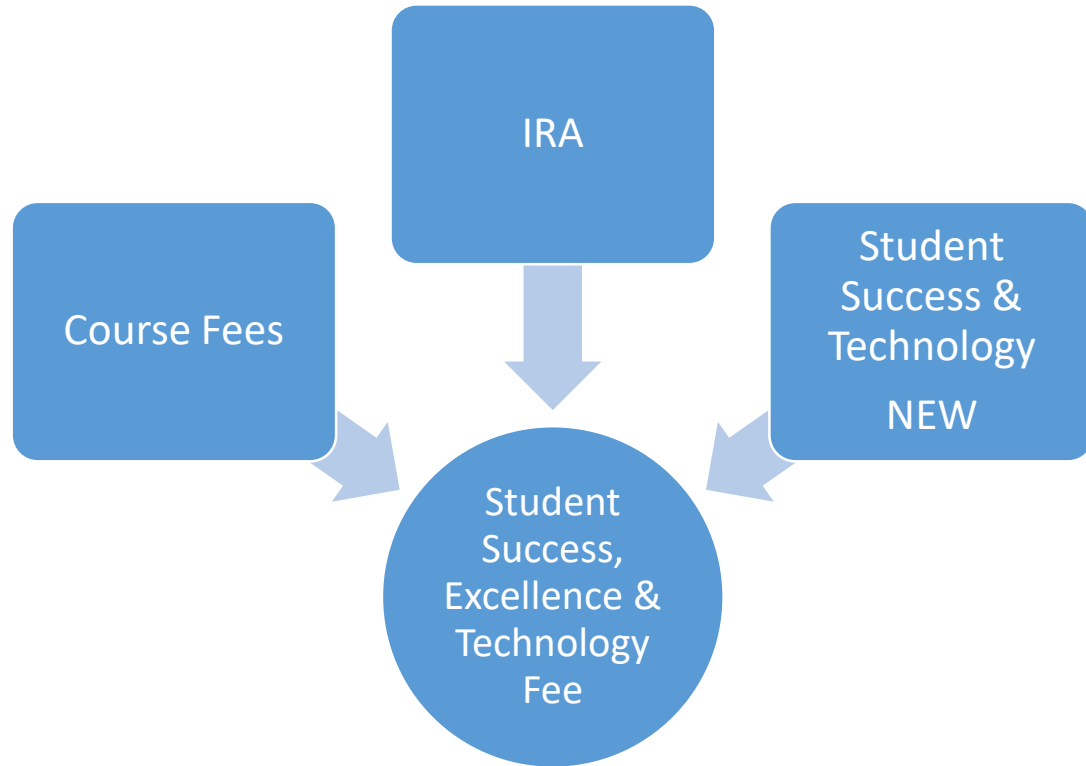 IRA
Course Fees
Student
Success &
Technology
NEW
Student
Success,
Excellence &
Technology
Fee